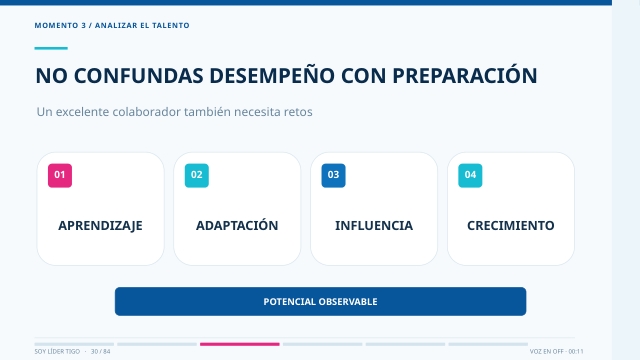 MOMENTO 3 / ANALIZAR EL TALENTO
NO CONFUNDAS DESEMPEÑO CON PREPARACIÓN
Un excelente colaborador también necesita retos
01
02
03
04
APRENDIZAJE
ADAPTACIÓN
INFLUENCIA
CRECIMIENTO
POTENCIAL OBSERVABLE
SOY LÍDER TIGO · 30 / 84
VOZ EN OFF · 00:11